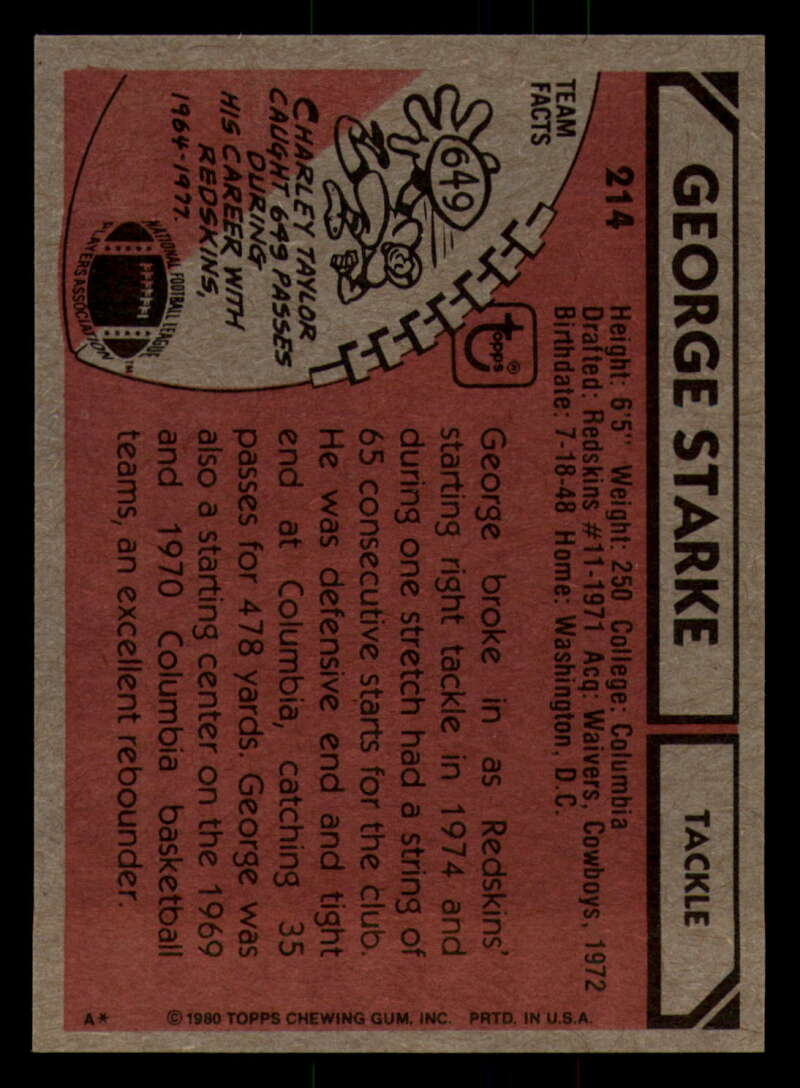 GEORGE STARKE
TACKLE
214
Height: 6'5" Weight: 250 College: Columbia
Drafted: Redskins #11-1971 Acq: Waivers, Cowboys, 1972
Birthdate: 7-18-48 Home: Washington, D.C.
TEAM
FACTS
649
CHARLEY TAYLOR
CAUGHT 649 PASSES
DURING
HIS CAREER WITH
REDSKINS,
1964-1977.
NATIONAL FOOTBALL LEAGUE
PLAYERS ASSOCIATION™
topps®
George broke in as Redskins'
starting right tackle in 1974 and
during one stretch had a string of
65 consecutive starts for the club.
He was defensive end and tight
end at Columbia, catching 35
passes for 478 yards. George was
also a starting center on the 1969
and 1970 Columbia basketball
teams, an excellent rebounder.
A* © 1980 TOPPS CHEWING GUM, INC. PRTD. IN U.S.A.